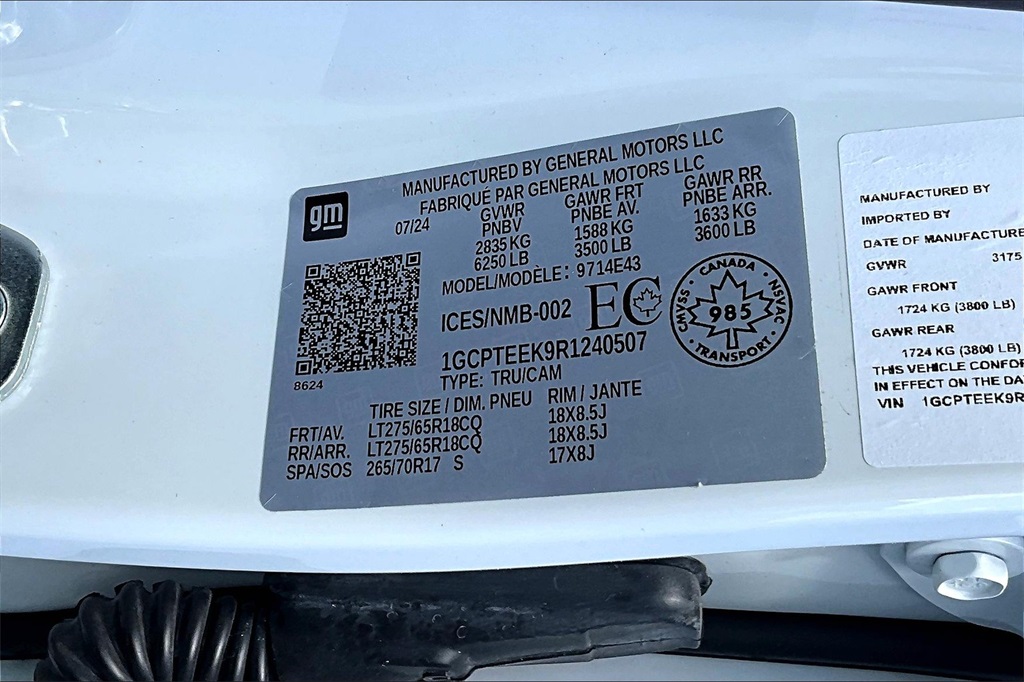 MANUFACTURED BY GENERAL MOTORS LLC
FABRIQUÉ PAR GENERAL MOTORS LLC
gm
07/24
GVWR GAWR FRT GAWR RR
PNBV PNBE AV. PNBE ARR.
2835 KG 1588 KG 1633 KG
6250 LB 3500 LB 3600 LB
MODEL/MODÈLE: 9714E43
ICES/NMB-002 EC
CANADA
CMVSS 985 NSVAC
TRANSPORT
1GCPTEEK9R1240507
8624
TYPE: TRU/CAM
TIRE SIZE / DIM. PNEU RIM / JANTE
FRT/AV. LT275/65R18CQ 18X8.5J
RR/ARR. LT275/65R18CQ 18X8.5J
SPA/SOS 265/70R17 S 17X8J
MANUFACTURED BY
IMPORTED BY
DATE OF MANUFACTURE
GVWR 3175
GAWR FRONT
1724 KG (3800 LB)
GAWR REAR
1724 KG (3800 LB)
THIS VEHICLE CONFOR
IN EFFECT ON THE DA
VIN 1GCPTEEK9R